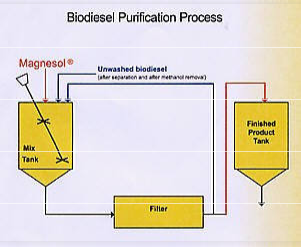 Biodiesel Purification Process
Magnesol®
Unwashed biodiesel
(after separation and after methanol removal)
Mix
Tank
Finished
Product
Tank
Filter